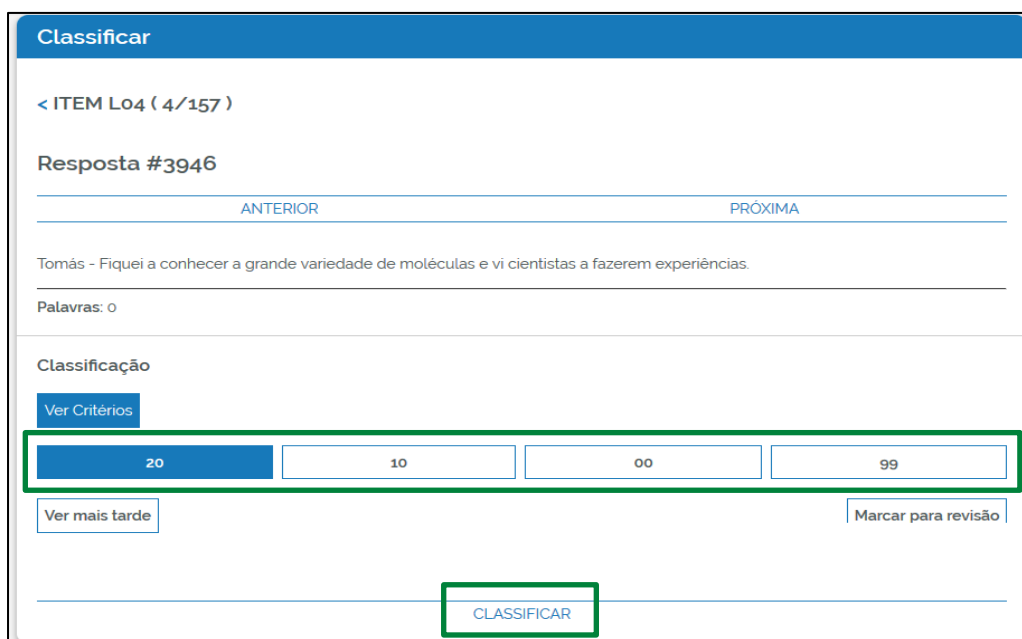 Classificar
< ITEM L04 ( 4/157 )
Resposta #3946
ANTERIOR PRÓXIMA
Tomás - Fiquei a conhecer a grande variedade de moléculas e vi cientistas a fazerem experiências.
Palavras: 0
Classificação
Ver Critérios
20 10 00 99
Ver mais tarde Marcar para revisão
CLASSIFICAR